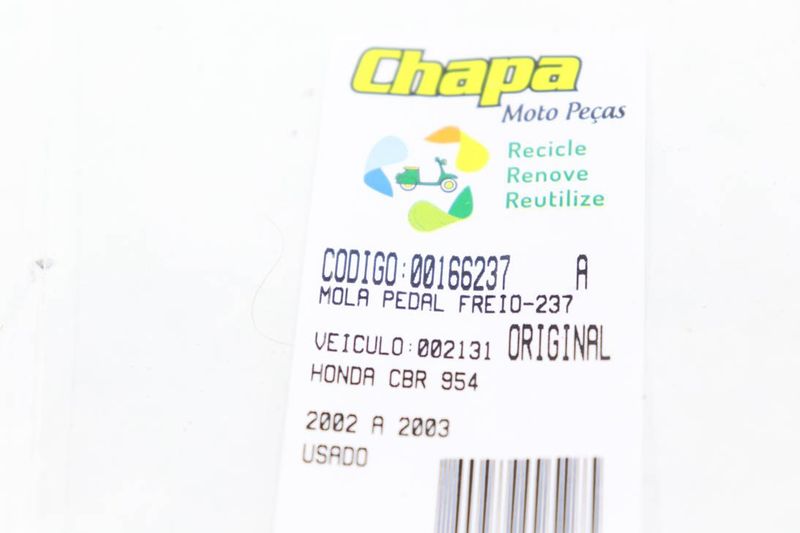 Chapa
Moto Peças
Recicle
Renove
Reutilize
CODIGO:00166237 A
MOLA PEDAL FREIO-237
VEICULO:002131 ORIGINAL
HONDA CBR 954
2002 A 2003
USADO